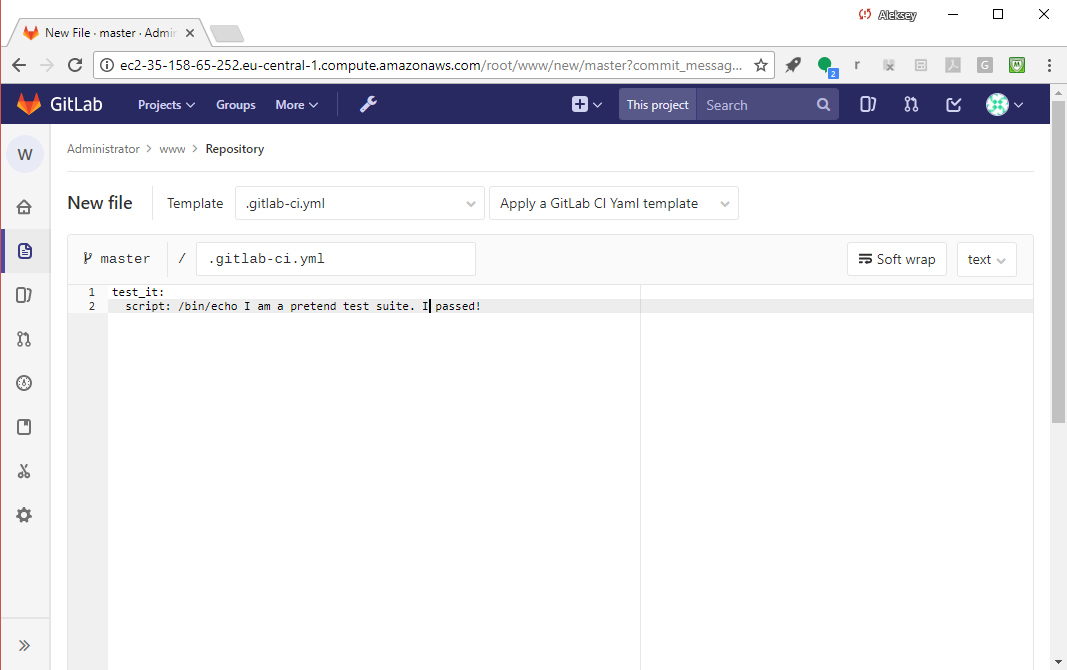 Aleksey
New File · master · Admin
ec2-35-158-65-252.eu-central-1.compute.amazonaws.com/root/www/new/master?commit_messag...
2
r
G
M
GitLab
Projects
Groups
More
This project
Search
W
Administrator > www > Repository
New file
Template
.gitlab-ci.yml
Apply a GitLab CI Yaml template
master
/
.gitlab-ci.yml
Soft wrap
text
1 test_it:
2 script: /bin/echo I am a pretend test suite. I passed!